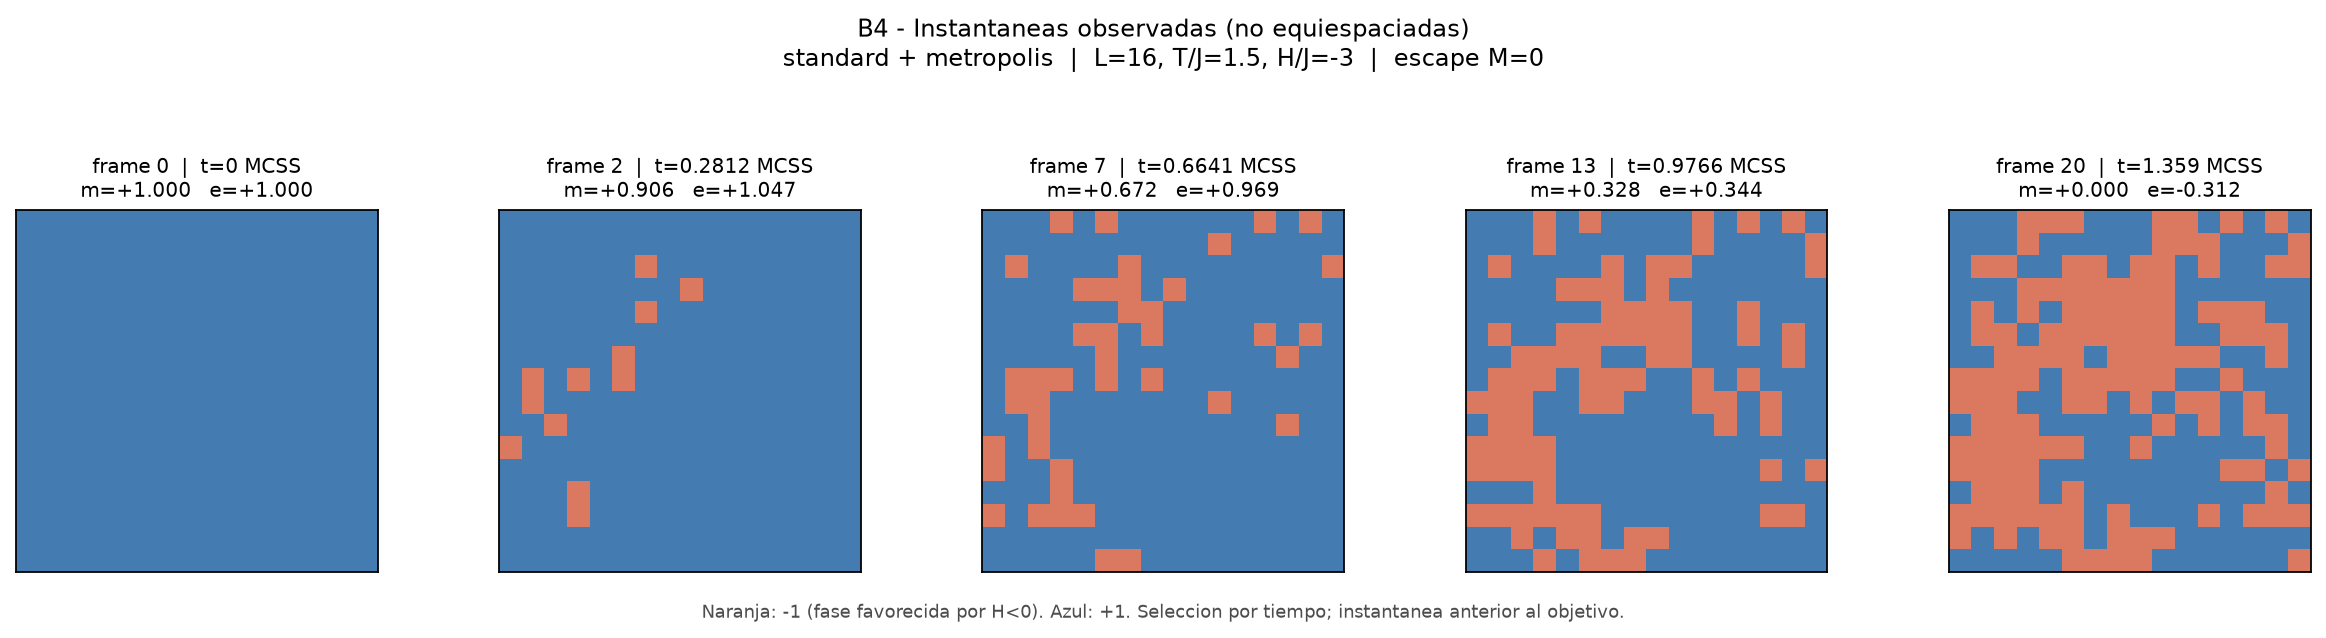 B4 - Instantaneas observadas (no equiespaciadas)
standard + metropolis | L=16, T/J=1.5, H/J=-3 | escape M=0
frame 0 | t=0 MCSS
m=+1.000 e=+1.000
frame 2 | t=0.2812 MCSS
m=+0.906 e=+1.047
frame 7 | t=0.6641 MCSS
m=+0.672 e=+0.969
frame 13 | t=0.9766 MCSS
m=+0.328 e=+0.344
frame 20 | t=1.359 MCSS
m=+0.000 e=-0.312
Naranja: -1 (fase favorecida por H<0). Azul: +1. Seleccion por tiempo; instantanea anterior al objetivo.